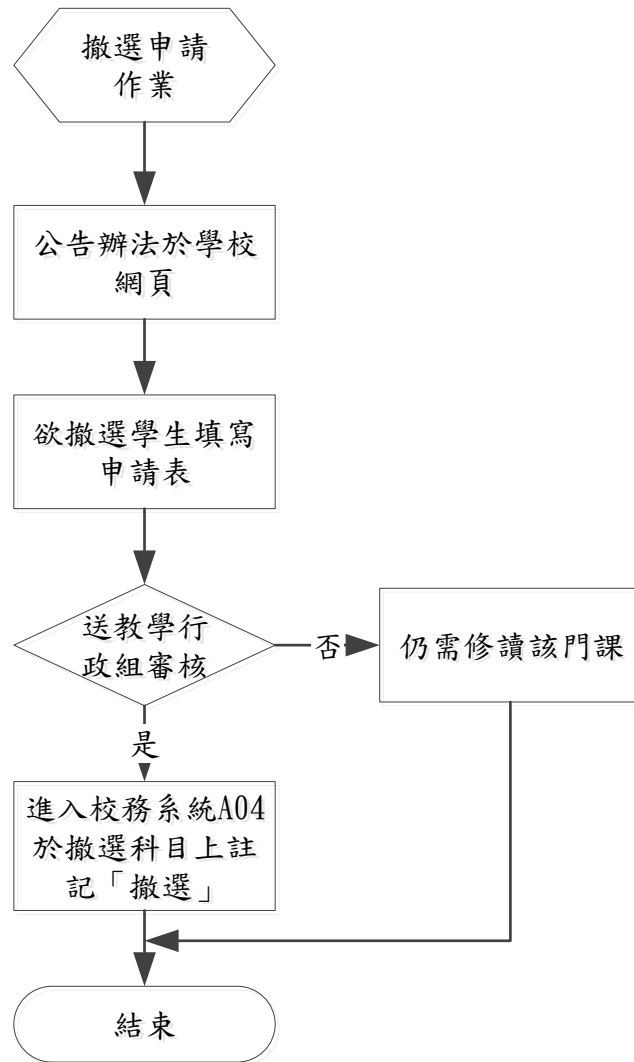 撤選申請
作業
公告辦法於學校
網頁
欲撤選學生填寫
申請表
送教學行
政組審核
否
仍需修讀該門課
是
進入校務系統A04
於撤選科目上註
記「撤選」
結束